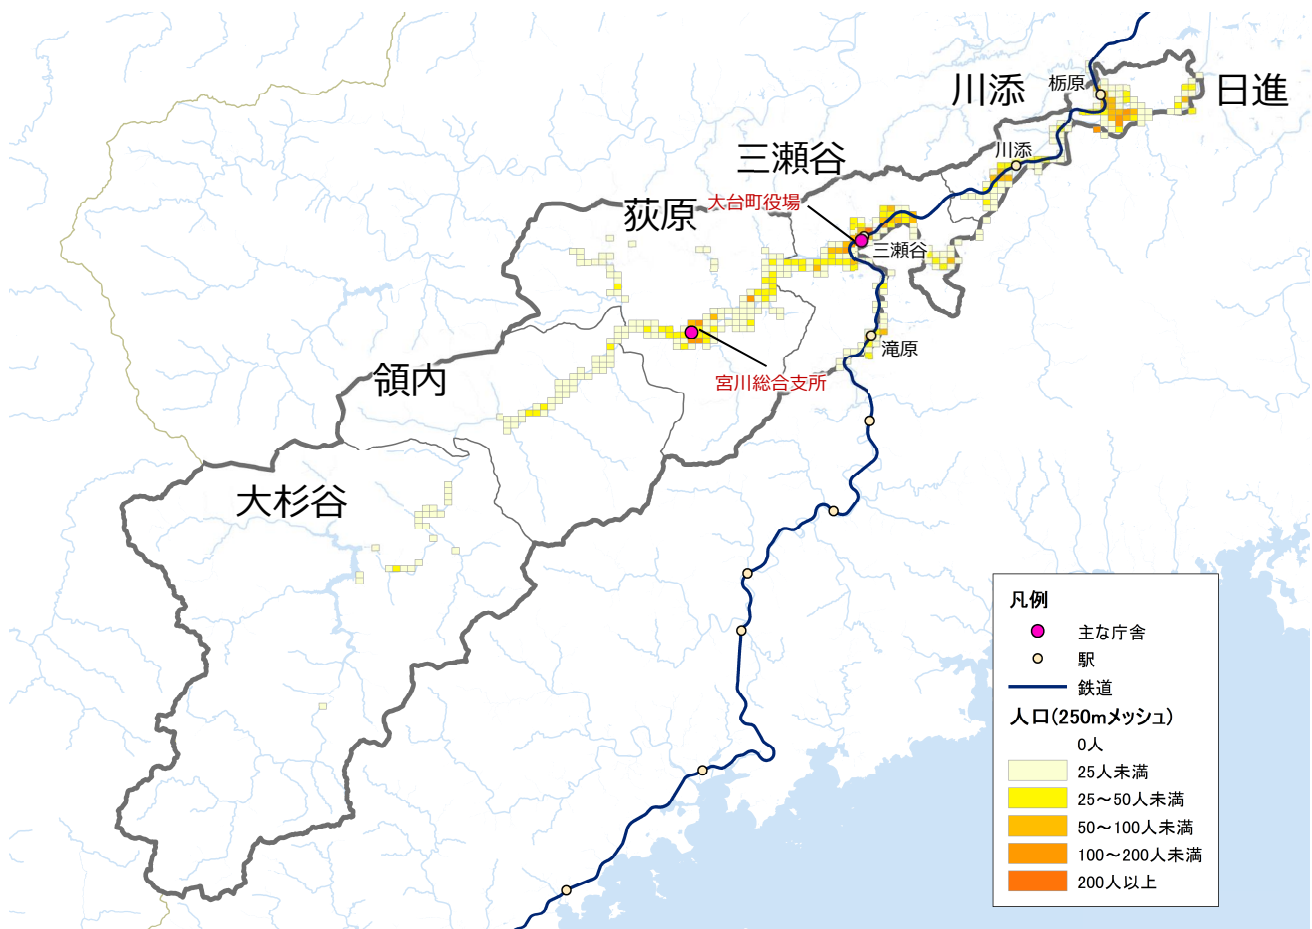 川添
栃原
日進
三瀬谷
川添
荻原
大台町役場
三瀬谷
滝原
領内
宮川総合支所
大杉谷
凡例
主な庁舎
駅
鉄道
人口(250mメッシュ)
0人
25人未満
25～50人未満
50～100人未満
100～200人未満
200人以上